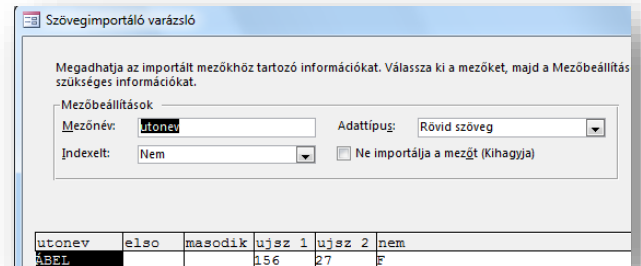 Szövegimportáló varázsló
Megadhatja az importált mezőkhöz tartozó információkat. Válassza ki a mezőket, majd a Mezőbeállítás
szükséges információkat.
Mezőbeállítások
Mezőnév: utonev Adattípus: Rövid szöveg
Indexelt: Nem Ne importálja a mezőt (Kihagyja)
utonev elso masodik ujsz 1 ujsz 2 nem
ÁBEL 156 27 F